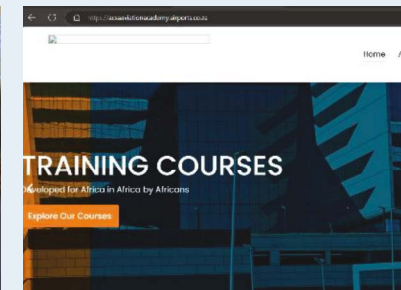 Home
TRAINING COURSES
Developed for Africa in Africa by Africans
Explore Our Courses